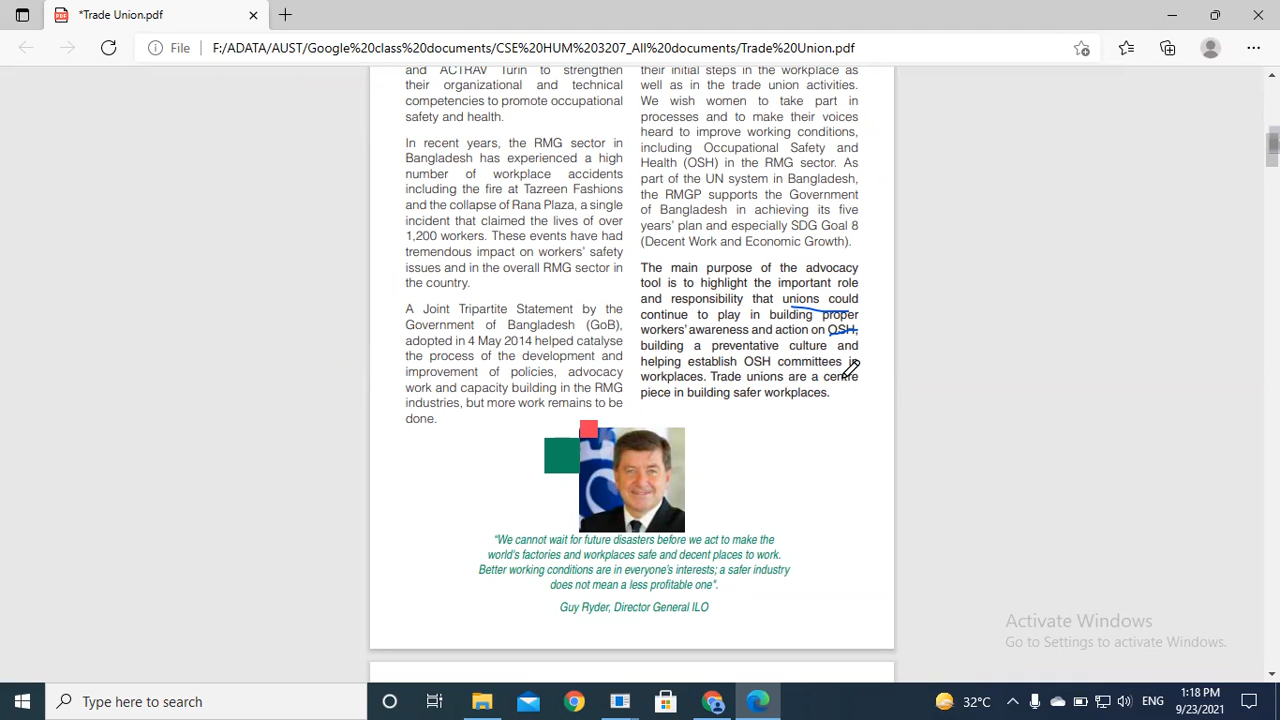 *Trade Union.pdf
File
F:/ADATA/AUST/Google%20class%20documents/CSE%20HUM%203207_All%20documents/Trade%20Union.pdf
and ACTRAV Turin to strengthen
their organizational and technical
competencies to promote occupational
safety and health.
In recent years, the RMG sector in
Bangladesh has experienced a high
number of workplace accidents
including the fire at Tazreen Fashions
and the collapse of Rana Plaza, a single
incident that claimed the lives of over
1,200 workers. These events have had
tremendous impact on workers' safety
issues and in the overall RMG sector in
the country.
A Joint Tripartite Statement by the
Government of Bangladesh (GoB),
adopted in 4 May 2014 helped catalyse
the process of the development and
improvement of policies, advocacy
work and capacity building in the RMG
industries, but more work remains to be
done.
their initial steps in the workplace as
well as in the trade union activities.
We wish women to take part in
processes and to make their voices
heard to improve working conditions,
including Occupational Safety and
Health (OSH) in the RMG sector. As
part of the UN system in Bangladesh,
the RMGP supports the Government
of Bangladesh in achieving its five
years' plan and especially SDG Goal 8
(Decent Work and Economic Growth).
The main purpose of the advocacy
tool is to highlight the important role
and responsibility that unions could
continue to play in building proper
workers' awareness and action on OSH,
building a preventative culture and
helping establish OSH committees in
workplaces. Trade unions are a centre
piece in building safer workplaces.
"We cannot wait for future disasters before we act to make the
world's factories and workplaces safe and decent places to work.
Better working conditions are in everyone's interests; a safer industry
does not mean a less profitable one".
Guy Ryder, Director General ILO
Activate Windows
Go to Settings to activate Windows.
Type here to search
32°C
ENG
1:18 PM
9/23/2021